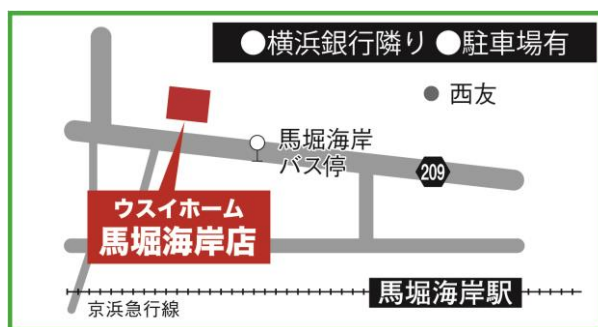 ●横浜銀行隣り ●駐車場有
西友
馬堀海岸
バス停
209
ウスイホーム
馬堀海岸店
馬堀海岸駅
京浜急行線